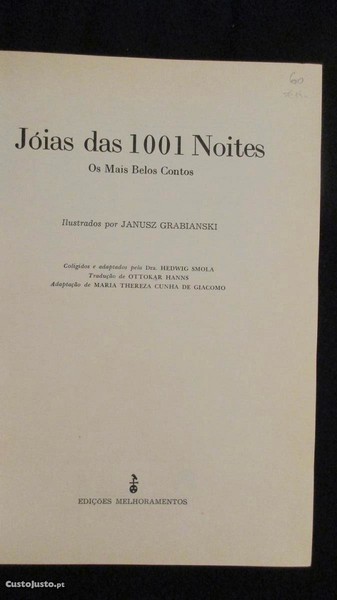 Jóias das 1001 Noites
Os Mais Belos Contos
Ilustrados por JANUSZ GRABIANSKI
Coligidos e adaptados pela Dra. HEDWIG SMOLA
Tradução de OTTOKAR HANNS
Adaptação de MARIA THEREZA CUNHA DE GIACOMO
EDIÇÕES MELHORAMENTOS
CustoJusto.pt